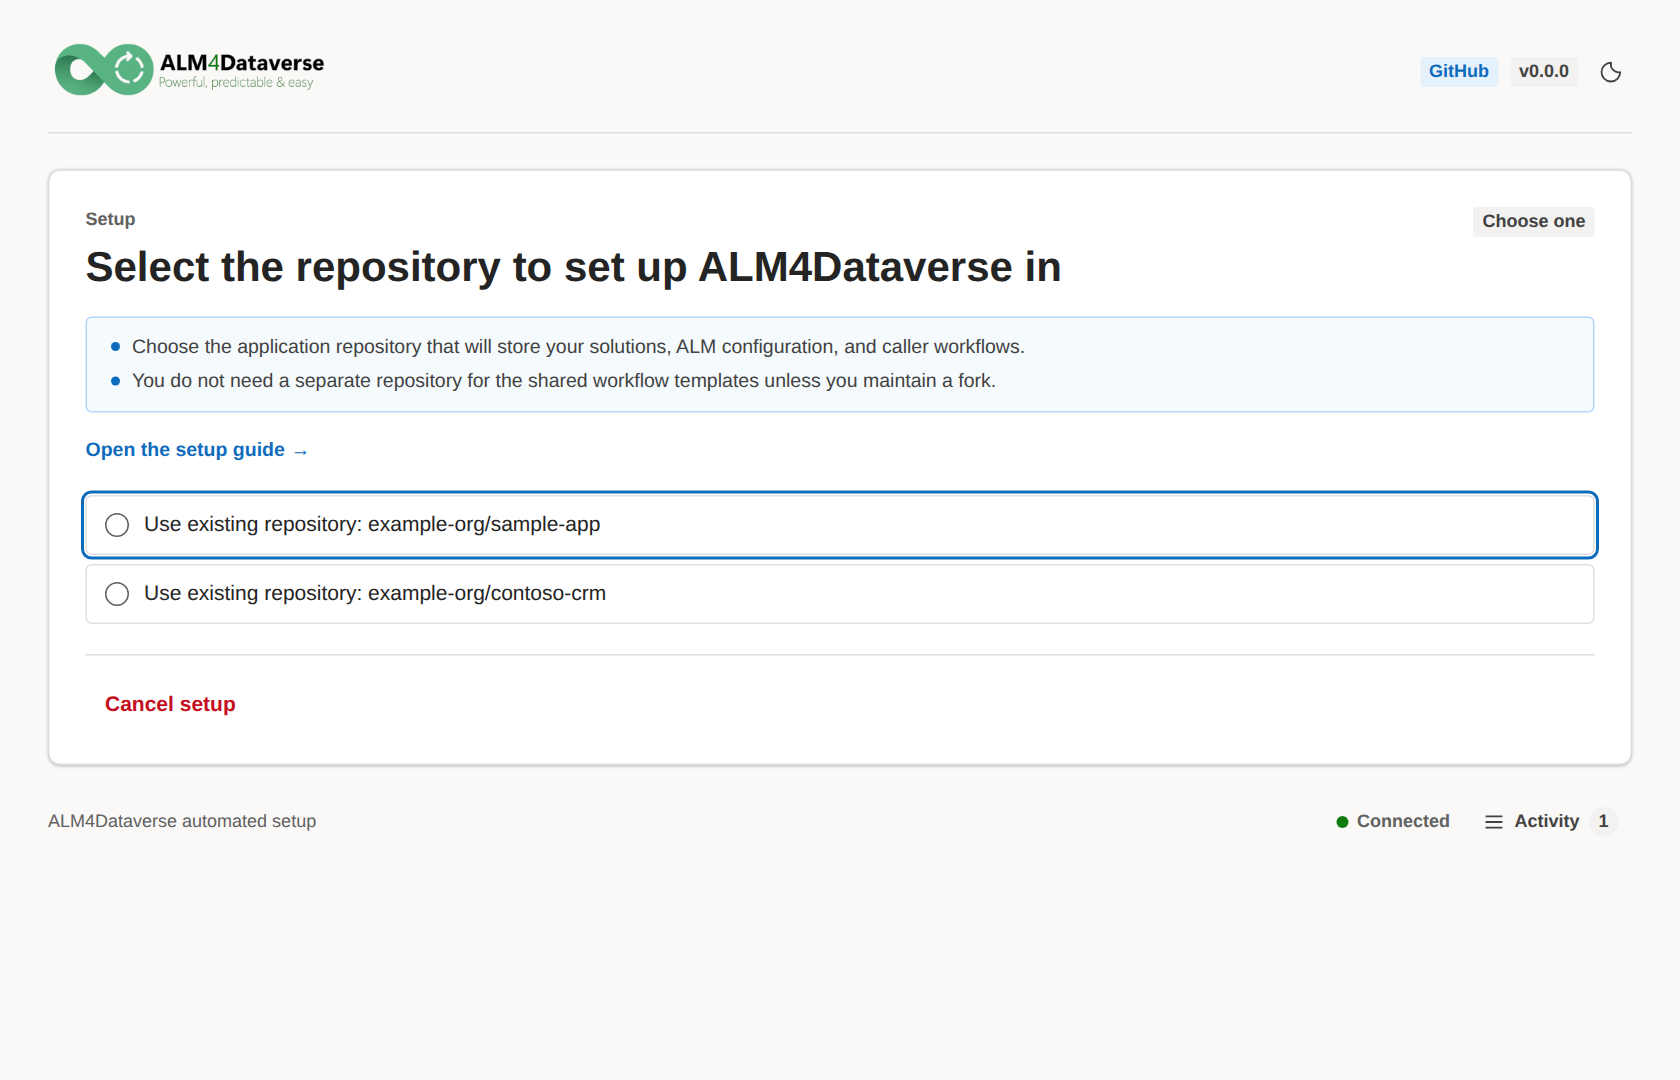 ALM4Dataverse
Powerful, predictable & easy
GitHub
v0.0.0
Setup
Choose one
Select the repository to set up ALM4Dataverse in
Choose the application repository that will store your solutions, ALM configuration, and caller workflows.
You do not need a separate repository for the shared workflow templates unless you maintain a fork.
Open the setup guide →
Use existing repository: example-org/sample-app
Use existing repository: example-org/contoso-crm
Cancel setup
ALM4Dataverse automated setup
Connected
Activity 1